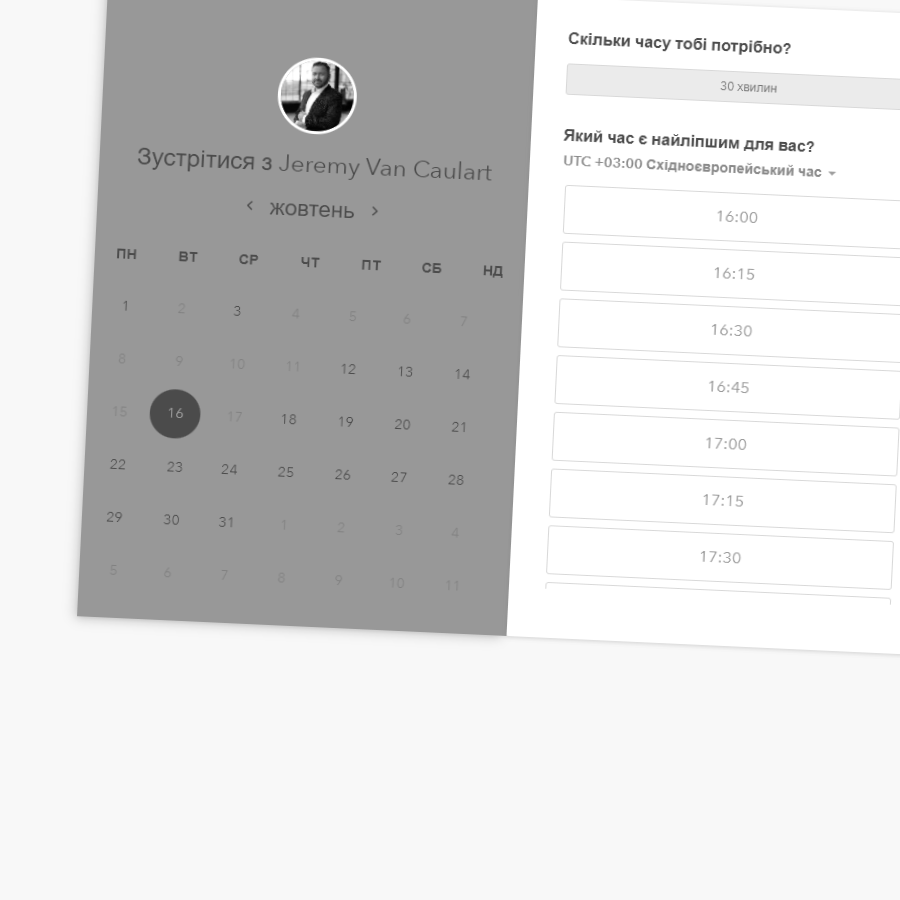 Зустрітися з Jeremy Van Caulart
жовтень
ПН ВТ СР ЧТ ПТ СБ НД
1 2 3 4 5 6 7
8 9 10 11 12 13 14
15 16 17 18 19 20 21
22 23 24 25 26 27 28
29 30 31 1 2 3 4
5 6 7 8 9 10 11
Скільки часу тобі потрібно?
30 хвилин
Який час є найліпшим для вас?
UTC +03:00 Східноєвропейський час
16:00
16:15
16:30
16:45
17:00
17:15
17:30